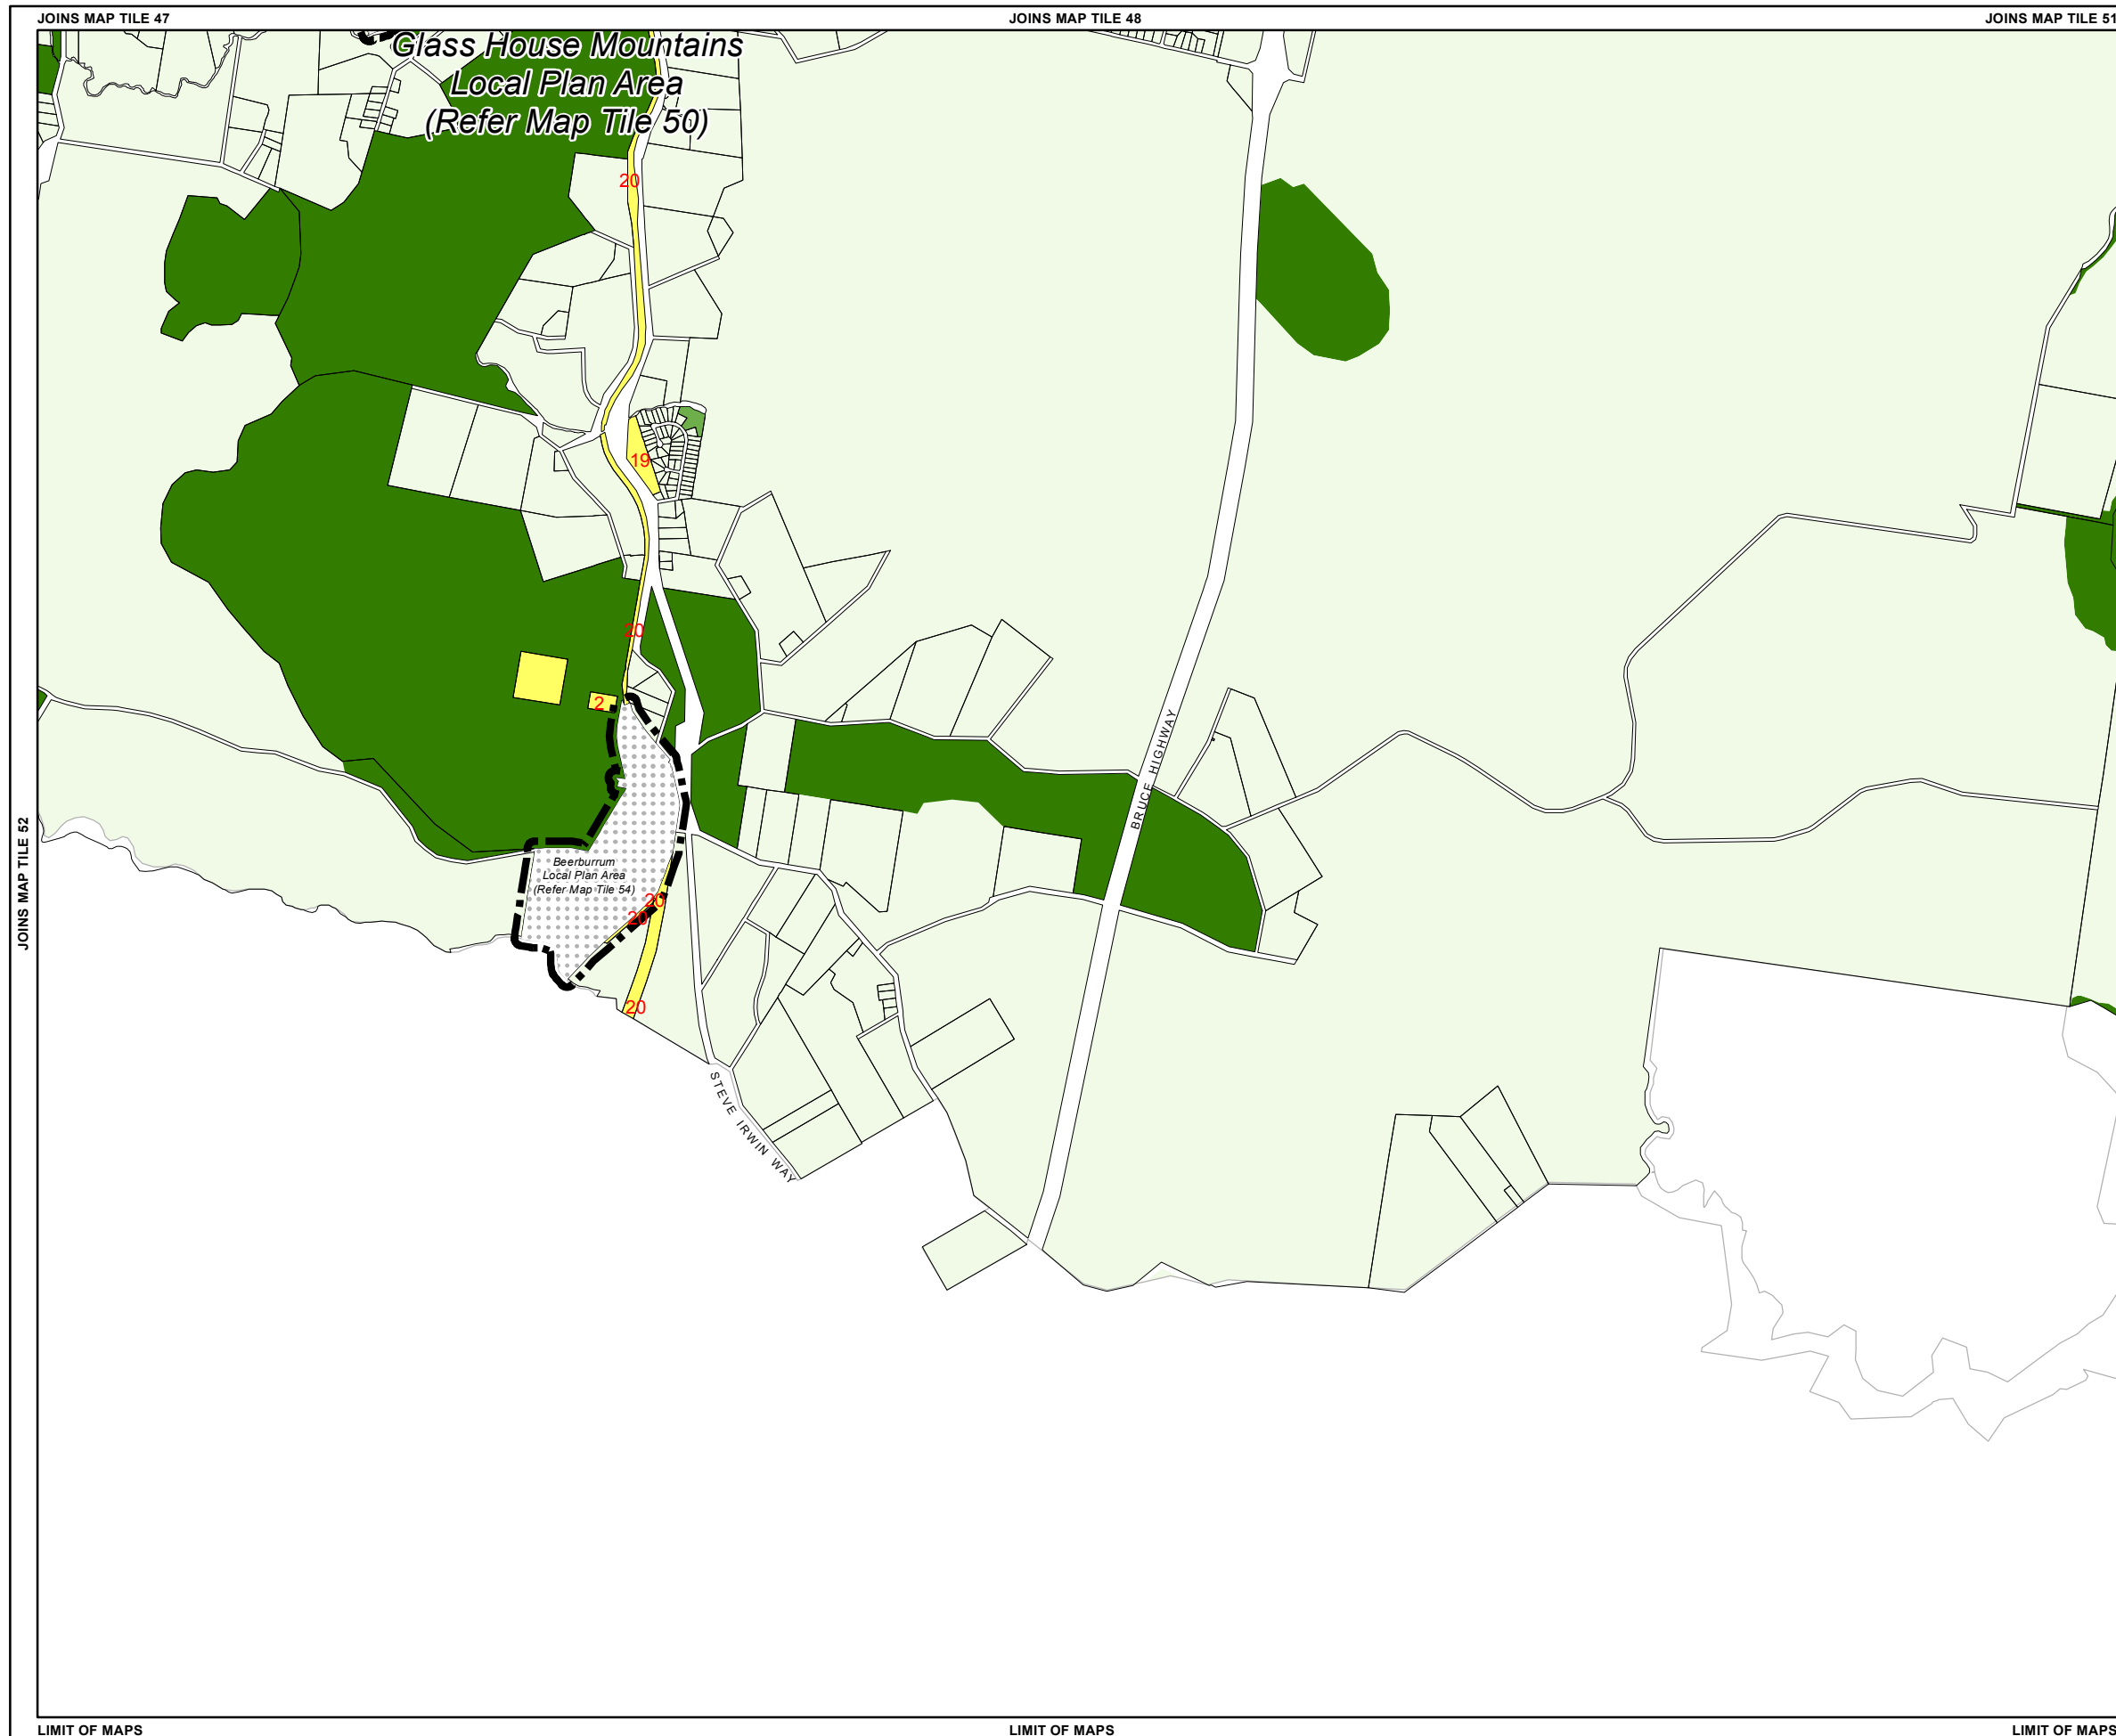 JOINS MAP TILE 47
JOINS MAP TILE 48
JOINS MAP TILE 51
Glass House Mountains
Local Plan Area
(Refer Map Tile 50)
20
19
20
2
BRUCE HIGHWAY
JOINS MAP TILE 52
Beerburrum
Local Plan Area
(Refer Map Tile 54)
20
20
20
STEVE IRWIN WAY
LIMIT OF MAPS
LIMIT OF MAPS
LIMIT OF MAPS